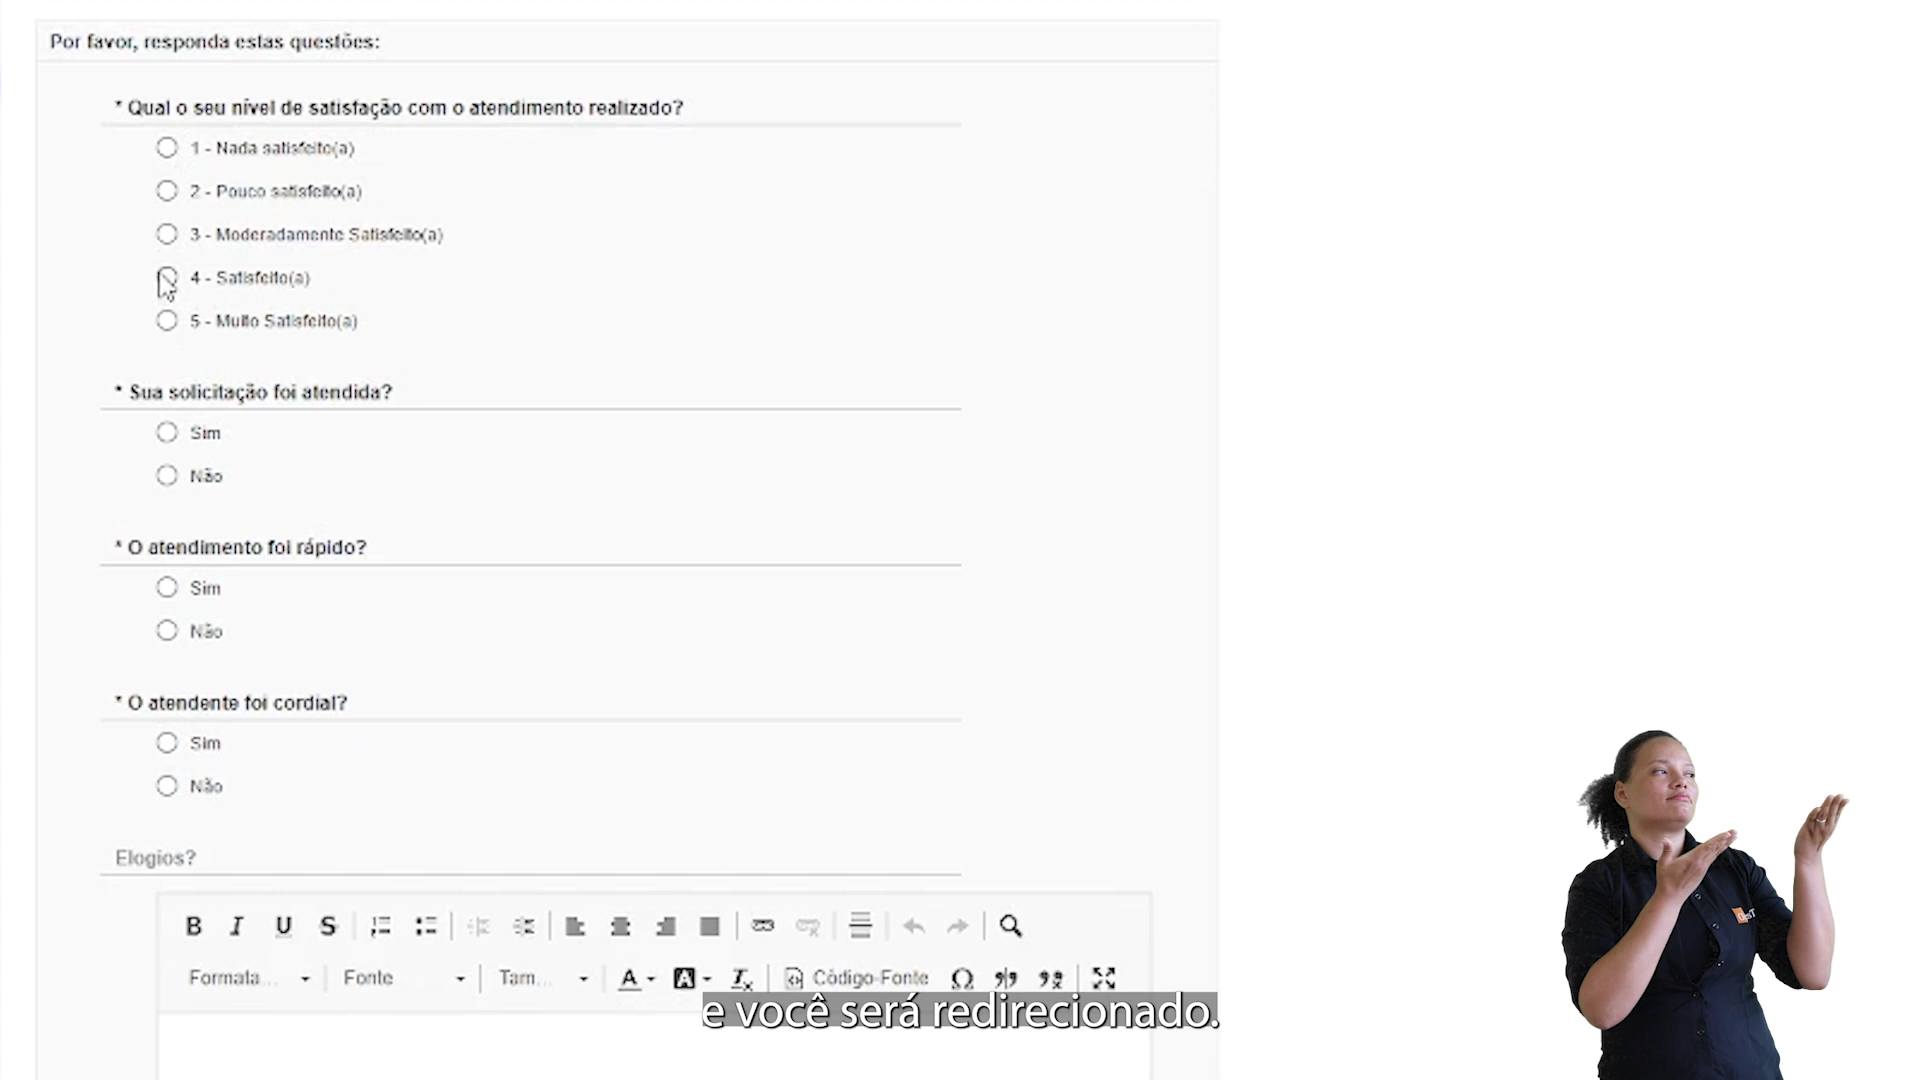 Por favor, responda estas questões:
* Qual o seu nível de satisfação com o atendimento realizado?
1 - Nada satisfeito(a)
2 - Pouco satisfeito(a)
3 - Moderadamente Satisfeito(a)
4 - Satisfeito(a)
5 - Muito Satisfeito(a)
* Sua solicitação foi atendida?
Sim
Não
* O atendimento foi rápido?
Sim
Não
* O atendente foi cordial?
Sim
Não
Elogios?
B I U S
Formata... Fonte Tam... A A Ix Código-Fonte Ω
e você será redirecionado.